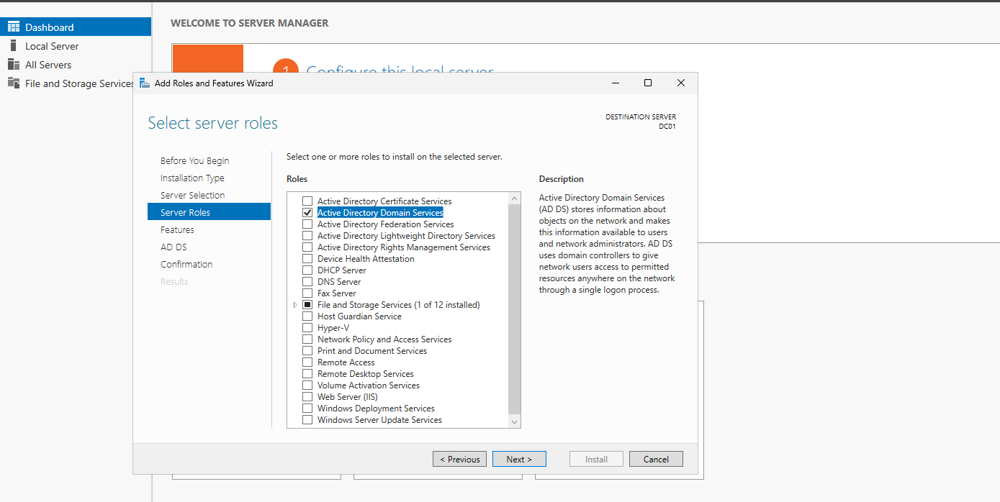 Dashboard
Local Server
All Servers
File and Storage Services
WELCOME TO SERVER MANAGER
1 Configure this local server
Add Roles and Features Wizard
Select server roles
DESTINATION SERVER
DC01
Before You Begin
Installation Type
Server Selection
Server Roles
Features
AD DS
Confirmation
Results
Select one or more roles to install on the selected server.
Roles
Active Directory Certificate Services
Active Directory Domain Services
Active Directory Federation Services
Active Directory Lightweight Directory Services
Active Directory Rights Management Services
Device Health Attestation
DHCP Server
DNS Server
Fax Server
File and Storage Services (1 of 12 installed)
Host Guardian Service
Hyper-V
Network Policy and Access Services
Print and Document Services
Remote Access
Remote Desktop Services
Volume Activation Services
Web Server (IIS)
Windows Deployment Services
Windows Server Update Services
Description
Active Directory Domain Services
(AD DS) stores information about
objects on the network and makes
this information available to users
and network administrators. AD DS
uses domain controllers to give
network users access to permitted
resources anywhere on the network
through a single logon process.
< Previous
Next >
Install
Cancel